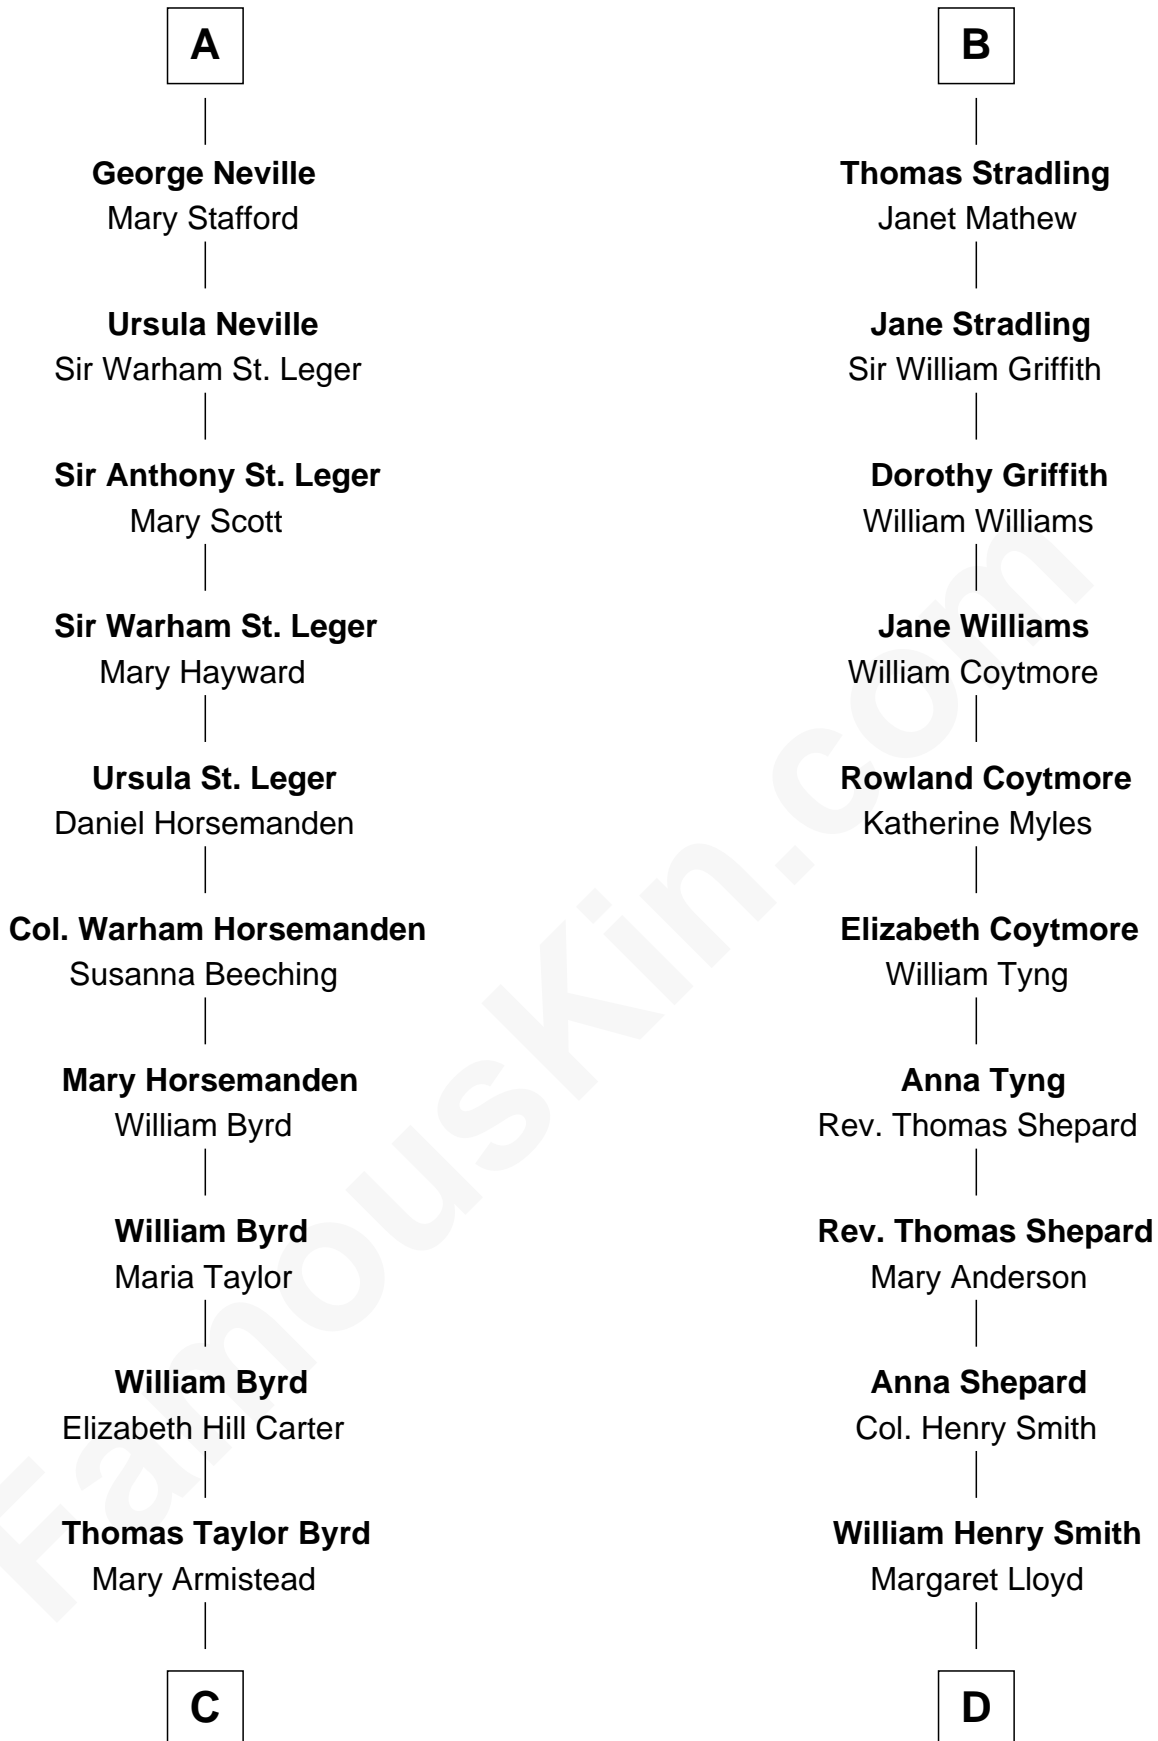 A
George Neville
Mary Stafford
Ursula Neville
Sir Warham St. Leger
Sir Anthony St. Leger
Mary Scott
Sir Warham St. Leger
Mary Hayward
Ursula St. Leger
Daniel Horsemanden
Col. Warham Horsemanden
Susanna Beeching
Mary Horsemanden
William Byrd
William Byrd
Maria Taylor
William Byrd
Elizabeth Hill Carter
Thomas Taylor Byrd
Mary Armistead
C
B
Thomas Stradling
Janet Mathew
Jane Stradling
Sir William Griffith
Dorothy Griffith
William Williams
Jane Williams
William Coytmore
Rowland Coytmore
Katherine Myles
Elizabeth Coytmore
William Tyng
Anna Tyng
Rev. Thomas Shepard
Rev. Thomas Shepard
Mary Anderson
Anna Shepard
Col. Henry Smith
William Henry Smith
Margaret Lloyd
D
FamousKin.com